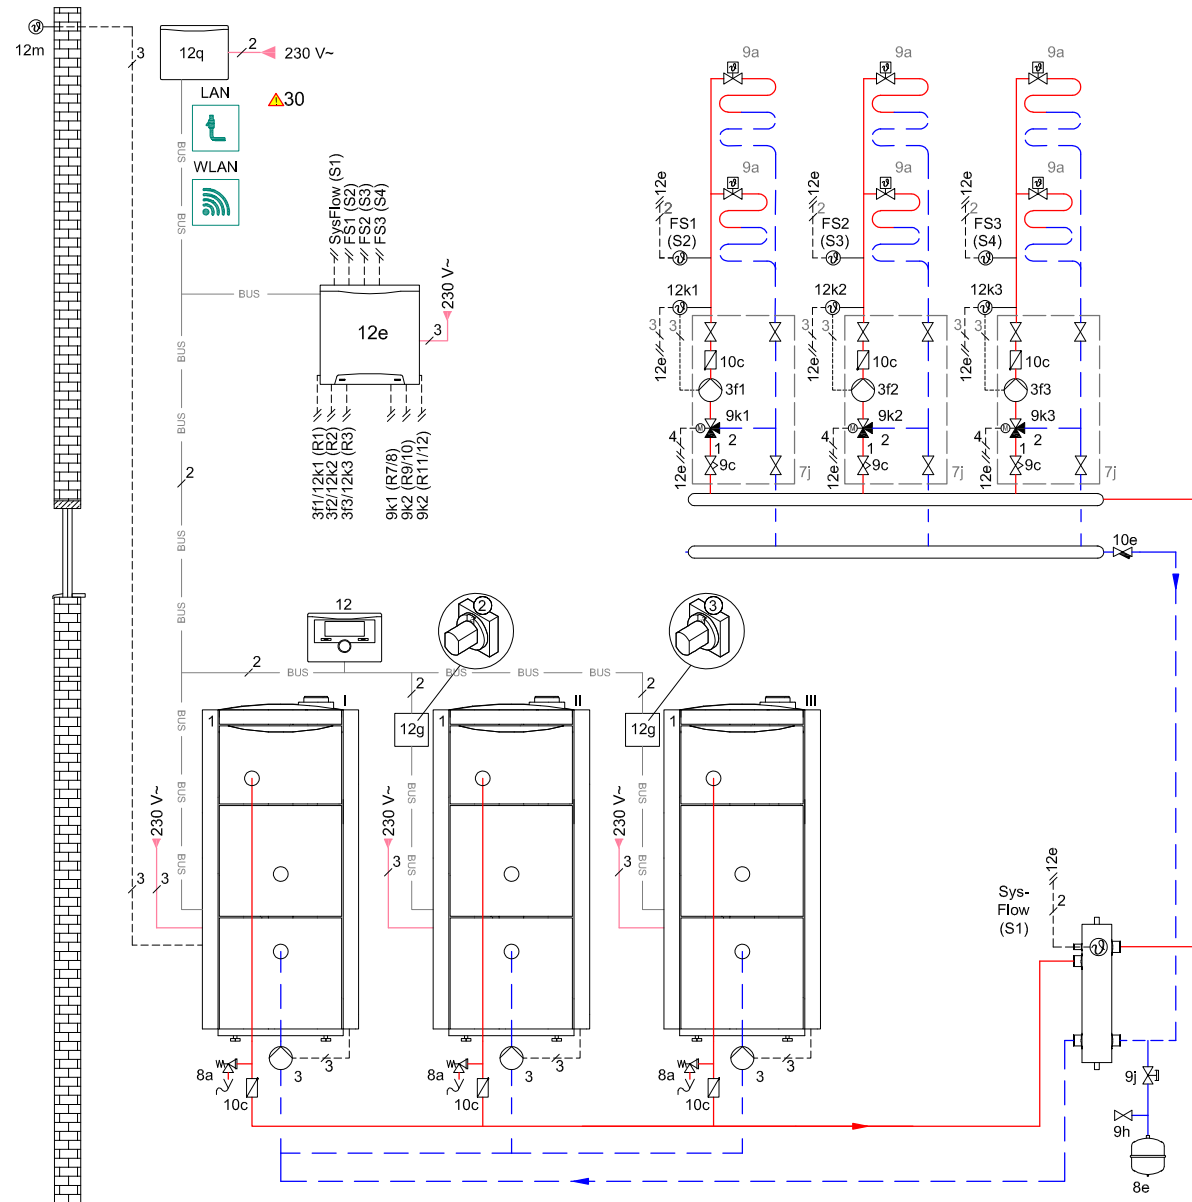 12m
3
12q
2
230 V~
LAN
⚠30
WLAN
BUS
BUS
SysFlow (S1)
FS1 (S2)
FS2 (S3)
FS3 (S4)
BUS
12e
230 V~
3
BUS
BUS
2
BUS
BUS
3f1/12k1 (R1)
3f2/12k2 (R2)
3f3/12k3 (R3)
9k1 (R7/8)
9k2 (R9/10)
9k2 (R11/12)
9a
9a
12e
2
FS1
(S2)
12k1
3
3
12e
10c
3f1
9k1
M
4
2
1
12e
9c
7j
9a
9a
12e
2
FS2
(S3)
12k2
3
3
12e
10c
3f2
9k2
M
4
2
1
12e
9c
7j
9a
9a
12e
2
FS3
(S4)
12k3
3
3
12e
10c
3f3
9k3
M
4
2
1
12e
9c
7j
10e
12
2
3
2
BUS
BUS
BUS
BUS
2
2
I
II
III
1
12g
1
12g
1
BUS
BUS
BUS
BUS
BUS
BUS
230 V~
3
3
230 V~
3
230 V~
3
8a
3
3
10c
8a
3
3
10c
8a
3
3
10c
12e
2
Sys-
Flow
(S1)
9j
9h
8e